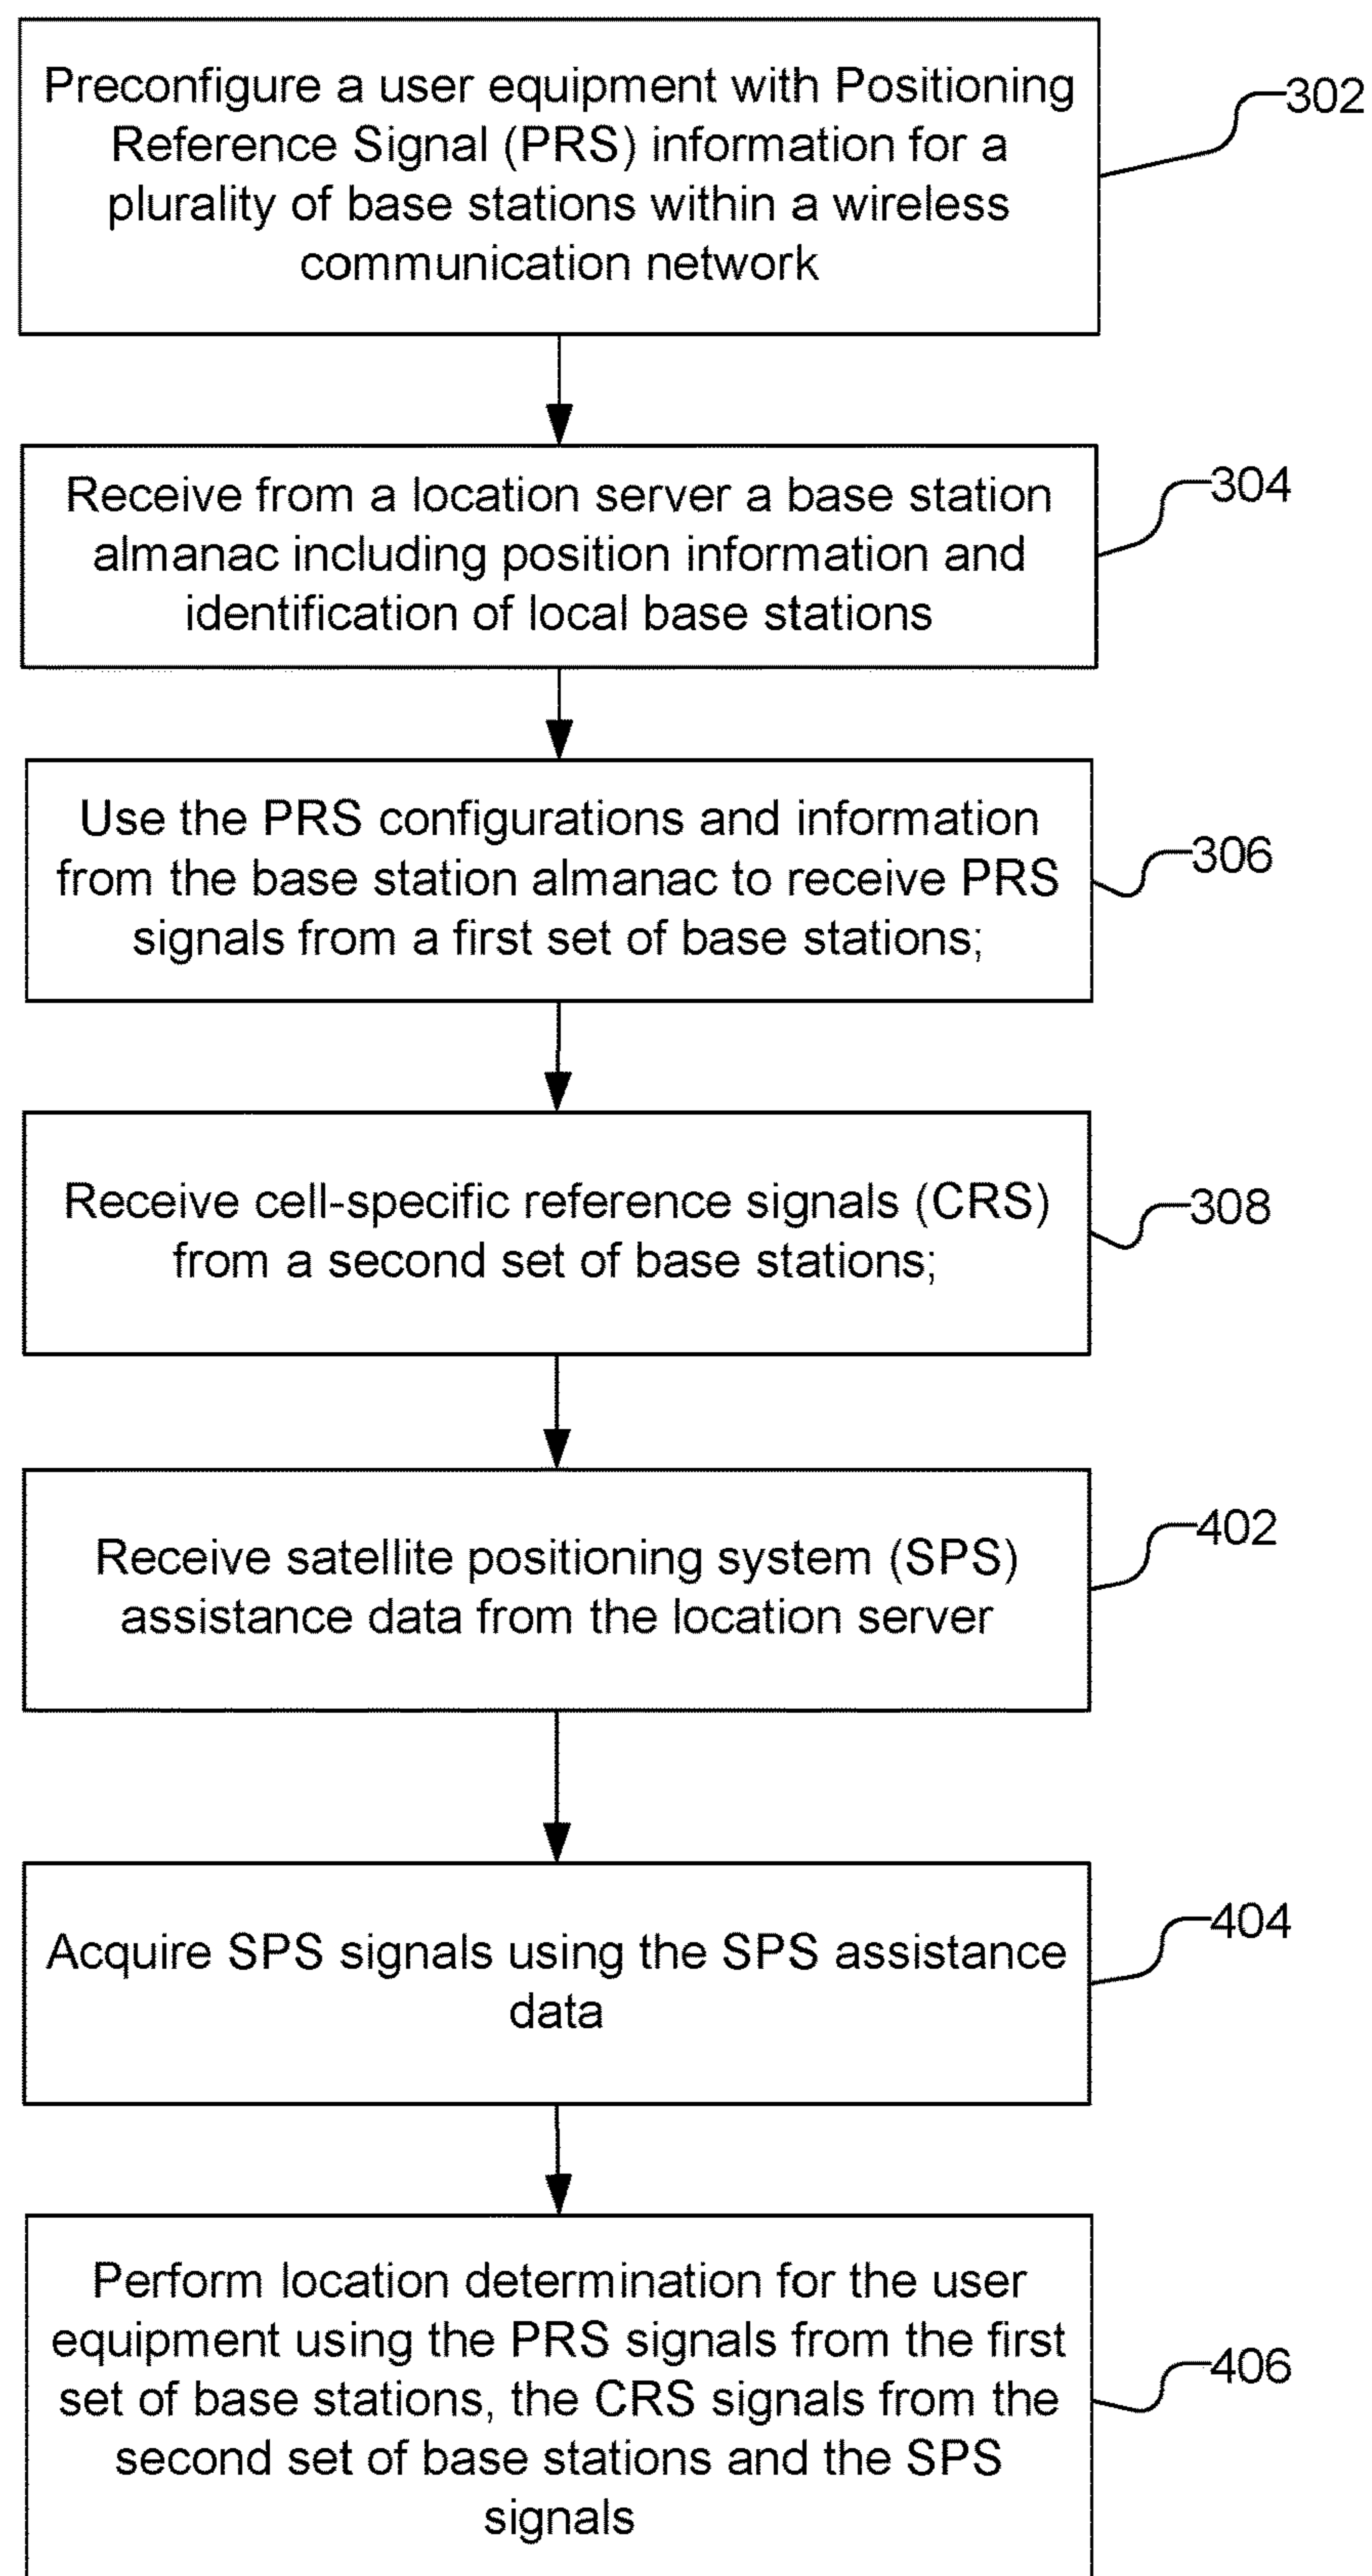 Preconfigure a user equipment with Positioning
Reference Signal (PRS) information for a
plurality of base stations within a wireless
communication network
302
Receive from a location server a base station
almanac including position information and
identification of local base stations
304
Use the PRS configurations and information
from the base station almanac to receive PRS
signals from a first set of base stations;
306
Receive cell-specific reference signals (CRS)
from a second set of base stations;
308
Receive satellite positioning system (SPS)
assistance data from the location server
402
Acquire SPS signals using the SPS assistance
data
404
Perform location determination for the user
equipment using the PRS signals from the first
set of base stations, the CRS signals from the
second set of base stations and the SPS
signals
406